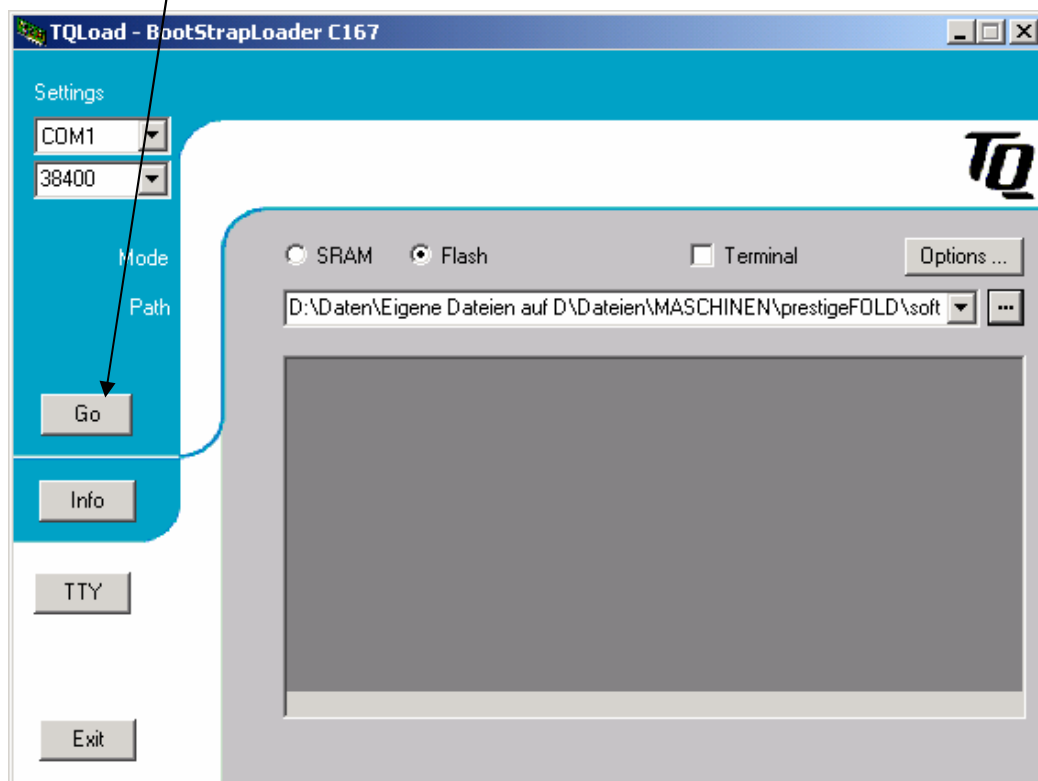 TQLoad - BootStrapLoader C167
Settings
COM1
38400
TQ
Mode
SRAM Flash Terminal Options ...
Path
D:\Daten\Eigene Dateien auf D\Dateien\MASCHINEN\prestigeFOLD\soft ...
Go
Info
TTY
Exit